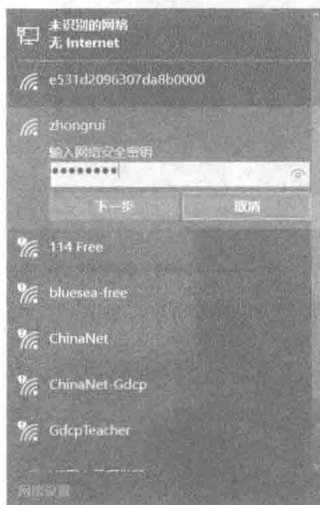 未识别的网络
无 Internet
e531d2096307da8b0000
zhongrui
输入网络安全密钥
●●●●●●●●
下一步
取消
114 Free
bluesea-free
ChinaNet
ChinaNet-Gdcp
GdcpTeacher
网络设置